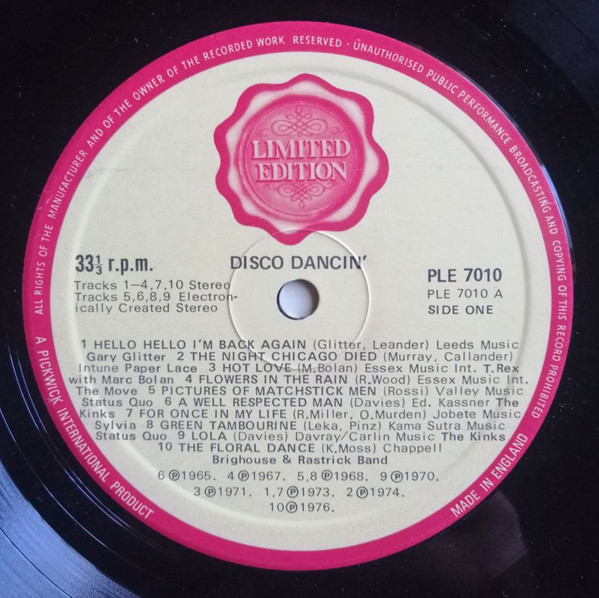 ALL RIGHTS OF THE MANUFACTURER AND OF THE OWNER OF THE RECORDED WORK RESERVED · UNAUTHORISED PUBLIC PERFORMANCE BROADCASTING AND COPYING OF THIS RECORD PROHIBITED
LIMITED
EDITION
DISCO DANCIN'
33⅓ r.p.m.
Tracks 1—4,7,10 Stereo
Tracks 5,6,8,9 Electron-
ically Created Stereo
PLE 7010
PLE 7010 A
SIDE ONE
1 HELLO HELLO I'M BACK AGAIN (Glitter, Leander) Leeds Music
Gary Glitter 2 THE NIGHT CHICAGO DIED (Murray, Callander)
Intune Paper Lace 3 HOT LOVE (M.Bolan) Essex Music Int. T.Rex
with Marc Bolan 4 FLOWERS IN THE RAIN (R.Wood) Essex Music Int.
The Move 5 PICTURES OF MATCHSTICK MEN (Rossi) Valley Music
Status Quo 6 A WELL RESPECTED MAN (Davies) Ed. Kassner The
Kinks 7 FOR ONCE IN MY LIFE (R.Miller, O.Murden) Jobete Music
Sylvia 8 GREEN TAMBOURINE (Leka, Pinz) Kama Sutra Music
Status Quo 9 LOLA (Davies) Davray/Carlin Music The Kinks
10 THE FLORAL DANCE (K.Moss) Chappell
Brighouse & Rastrick Band
6 ℗1965. 4℗1967. 5,8 ℗1968. 9℗1970.
3℗1971. 1,7℗1973. 2℗1974.
10℗1976.
A PICKWICK INTERNATIONAL PRODUCT
MADE IN ENGLAND